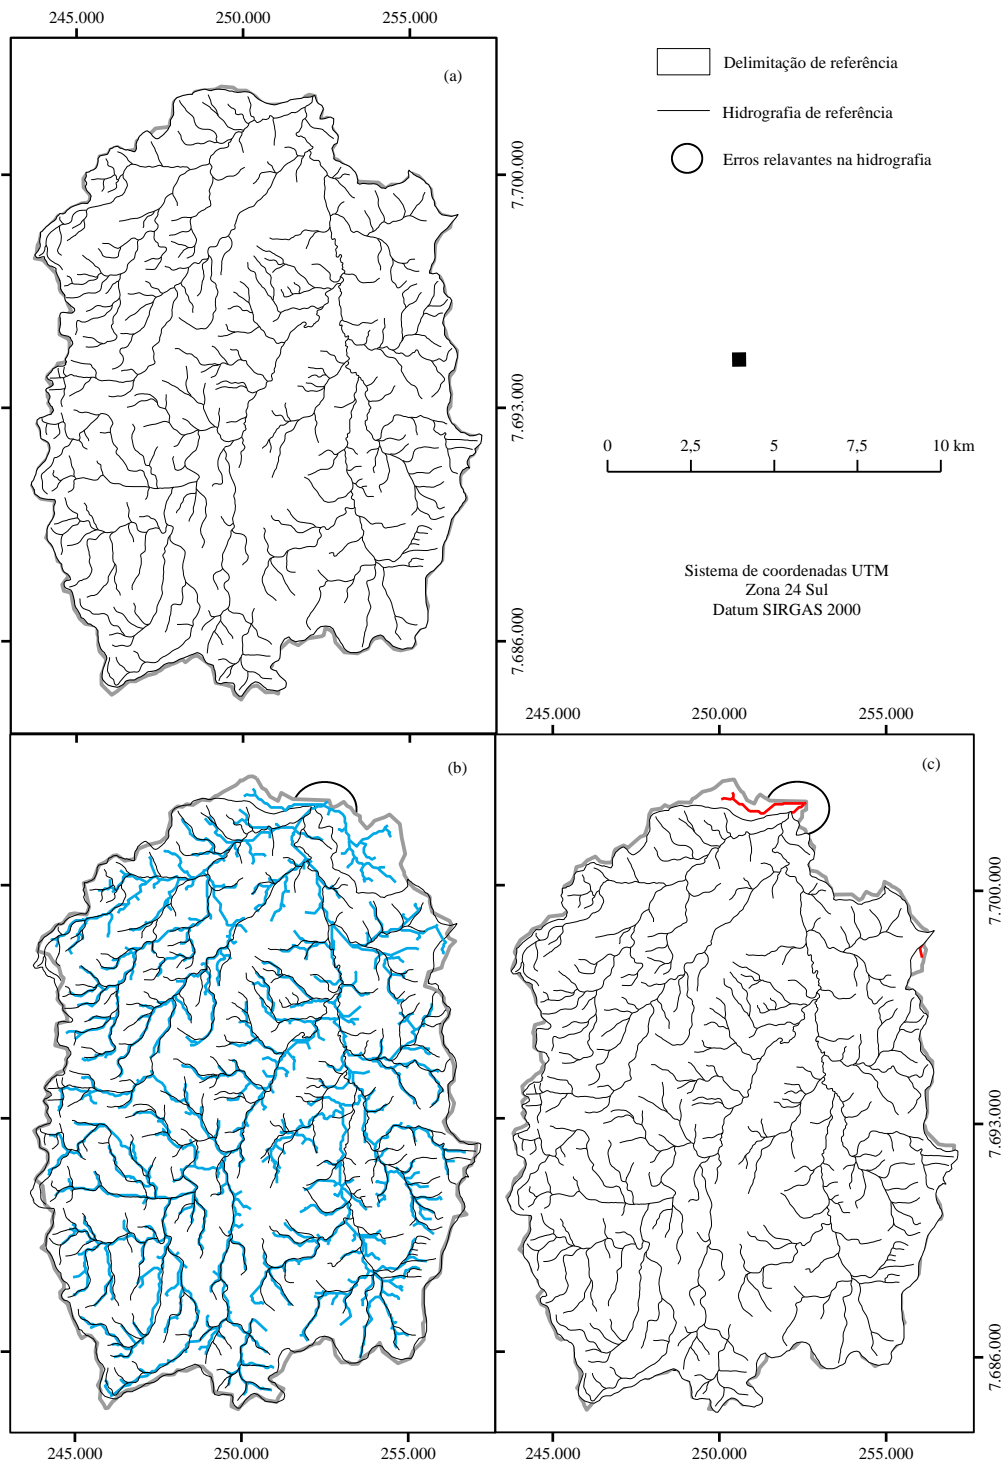 245.000 250.000 255.000
(a)
Delimitação de referência
Hidrografia de referência
Erros relavantes na hidrografia
7.700.000
7.693.000
7.686.000
0 2,5 5 7,5 10 km
Sistema de coordenadas UTM
Zona 24 Sul
Datum SIRGAS 2000
245.000 250.000 255.000
(b)
(c)
7.700.000
7.693.000
7.686.000
245.000 250.000 255.000
245.000 250.000 255.000